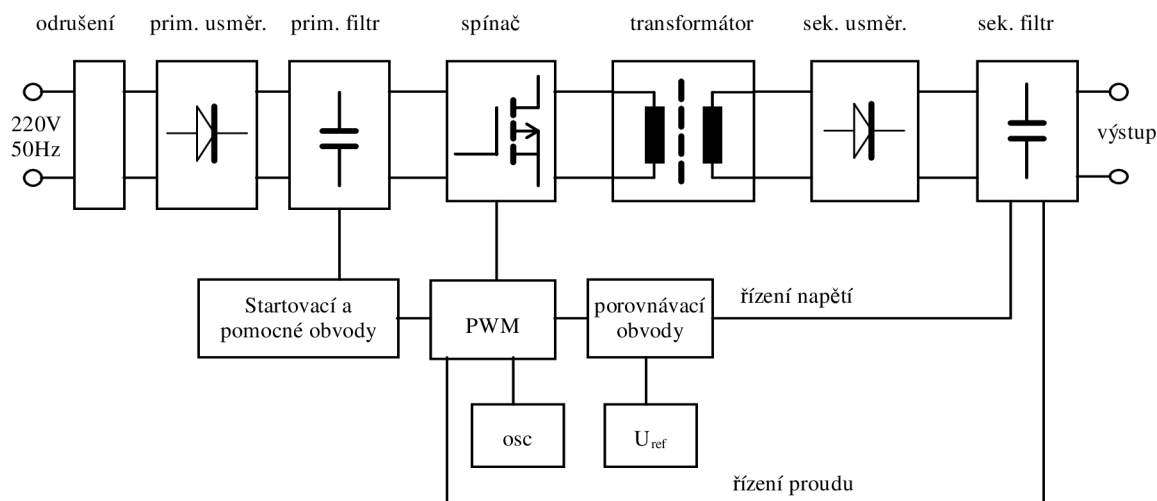 odrušení
prim. usměr.
prim. filtr
spínač
transformátor
sek. usměr.
sek. filtr
220V
50Hz
výstup
Startovací a
pomocné obvody
PWM
porovnávací
obvody
řízení napětí
osc
Uref
řízení proudu